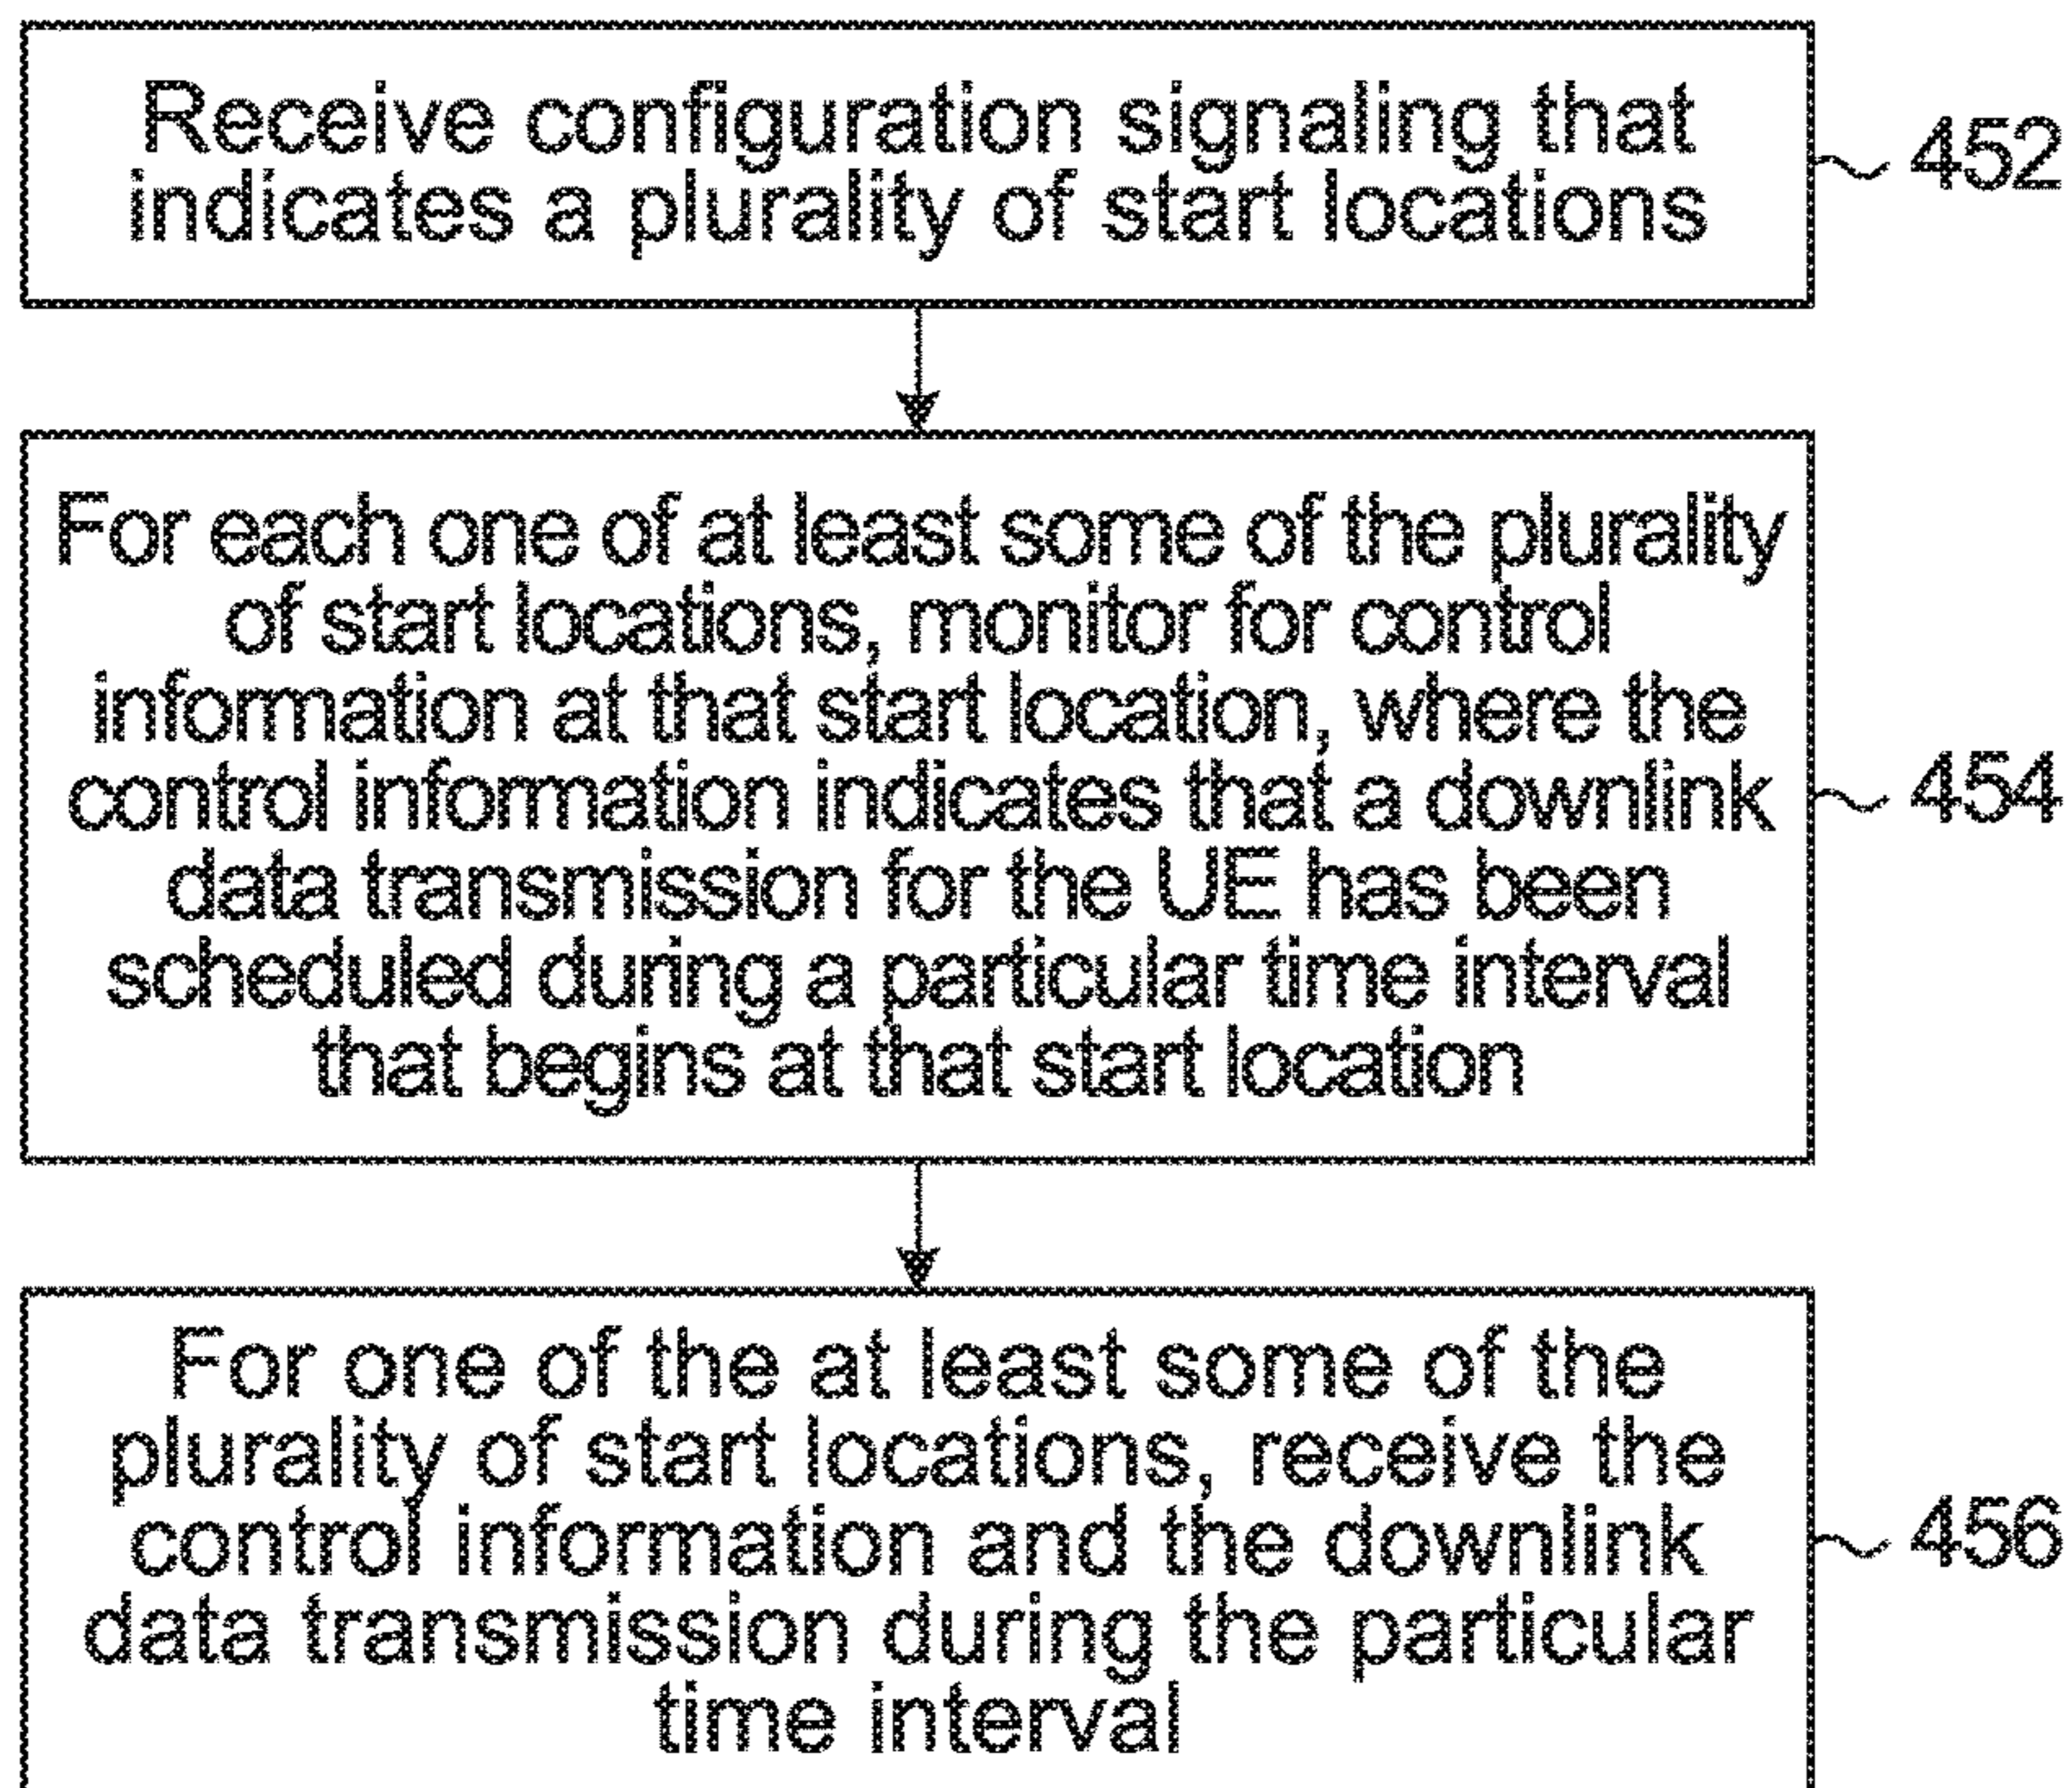 Receive configuration signaling that
indicates a plurality of start locations
452
For each one of at least some of the plurality
of start locations, monitor for control
information at that start location, where the
control information indicates that a downlink
data transmission for the UE has been
scheduled during a particular time interval
that begins at that start location
454
For one of the at least some of the
plurality of start locations, receive the
control information and the downlink
data transmission during the particular
time interval
456